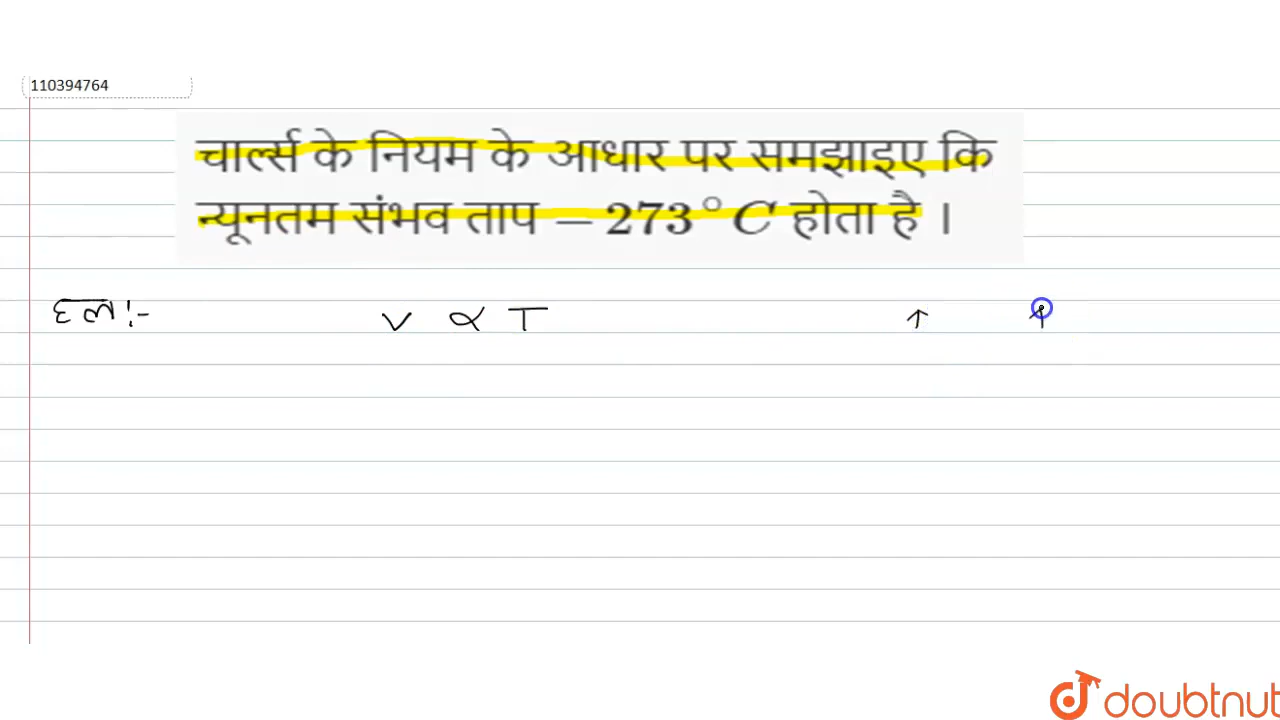 110394764
चार्ल्स के नियम के आधार पर समझाइए कि
न्यूनतम संभव ताप −273°C होता है ।
हल:- V ∝ T ↑ ↑
doubtnut